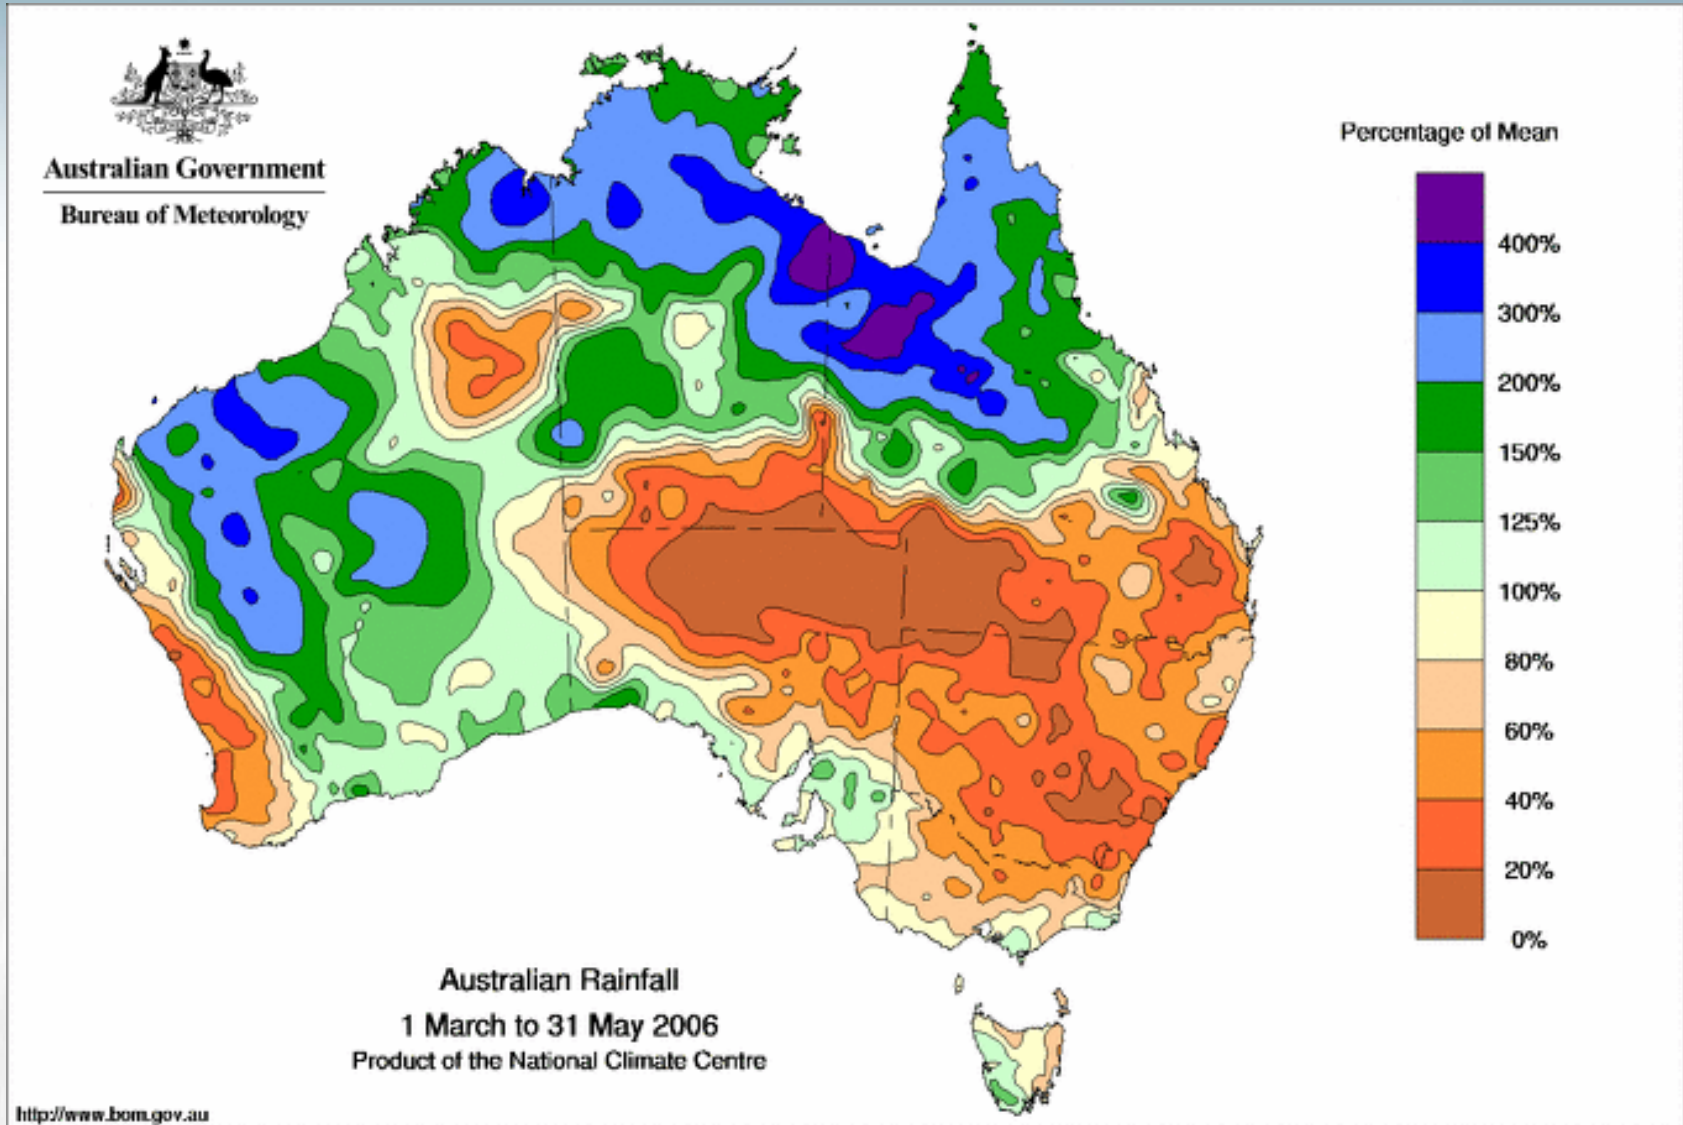 Australian Government
Bureau of Meteorology
Percentage of Mean
400%
300%
200%
150%
125%
100%
80%
60%
40%
20%
0%
Australian Rainfall
1 March to 31 May 2006
Product of the National Climate Centre
http://www.bom.gov.au